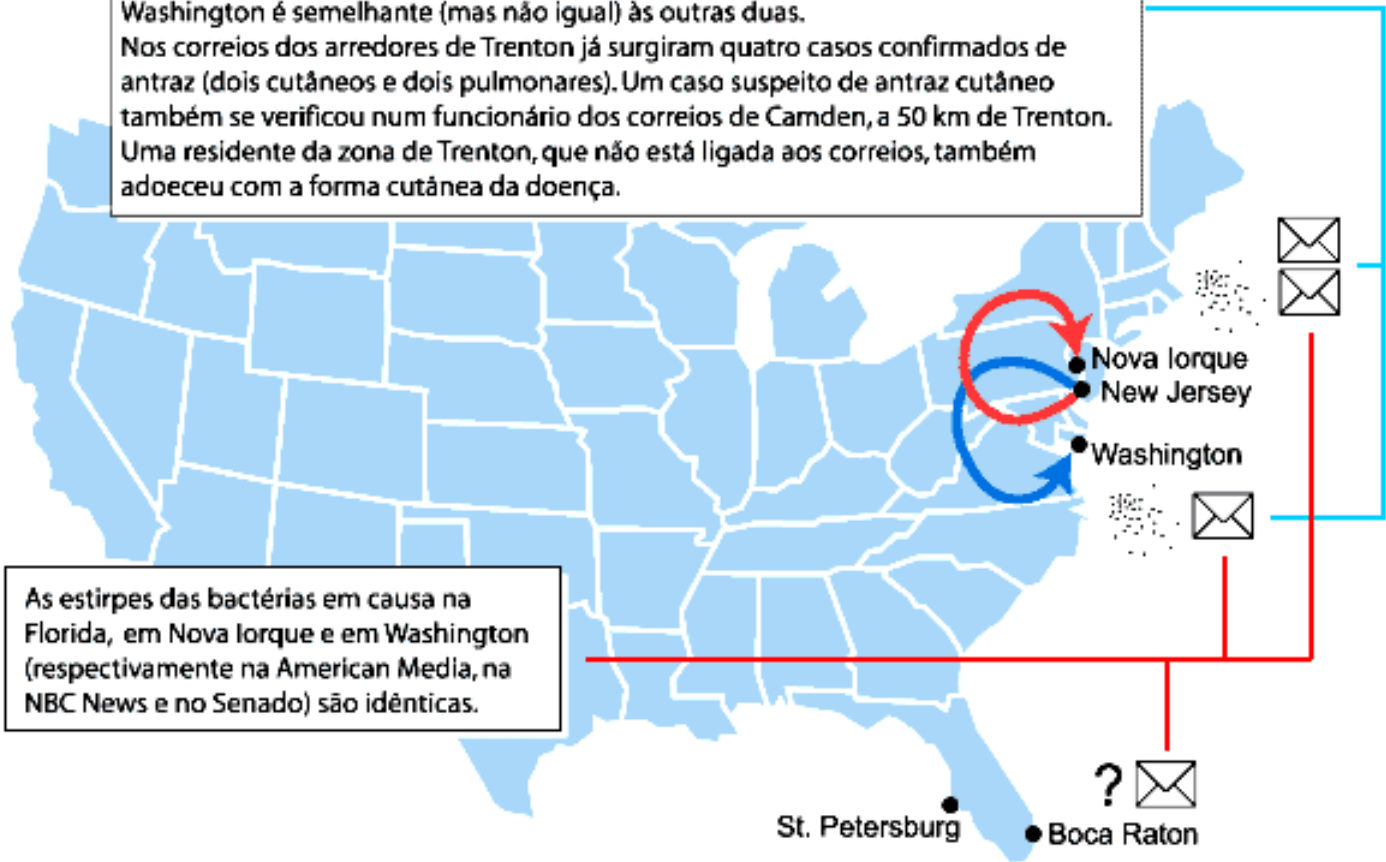 Washington é semelhante (mas não igual) às outras duas.
Nos correios dos arredores de Trenton já surgiram quatro casos confirmados de
antraz (dois cutâneos e dois pulmonares). Um caso suspeito de antraz cutâneo
também se verificou num funcionário dos correios de Camden, a 50 km de Trenton.
Uma residente da zona de Trenton, que não está ligada aos correios, também
adoeceu com a forma cutânea da doença.
Nova Iorque
New Jersey
Washington
As estirpes das bactérias em causa na
Florida, em Nova Iorque e em Washington
(respectivamente na American Media, na
NBC News e no Senado) são idênticas.
?
St. Petersburg
Boca Raton